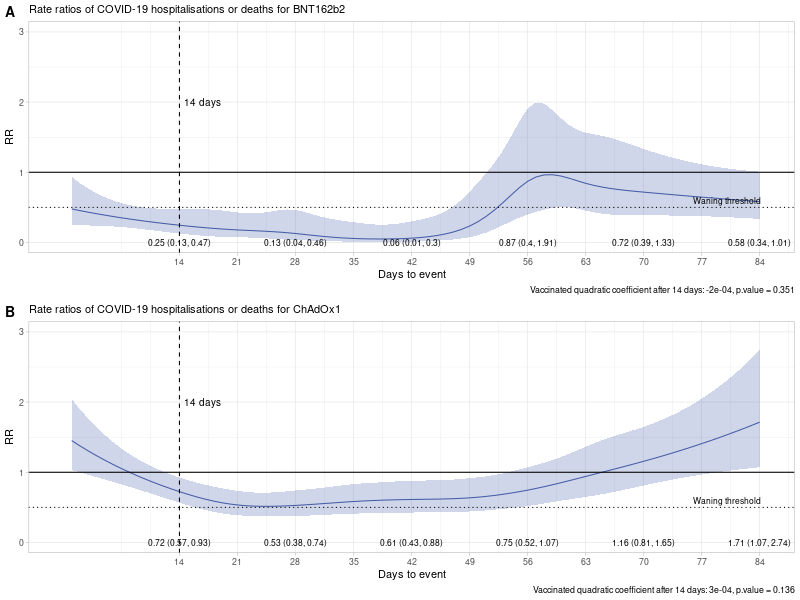 A
Rate ratios of COVID-19 hospitalisations or deaths for BNT162b2
3
2
1
0
RR
14 days
Waning threshold
0.25 (0.13, 0.47) 0.13 (0.04, 0.46) 0.06 (0.01, 0.3) 0.87 (0.4, 1.91) 0.72 (0.39, 1.33) 0.58 (0.34, 1.01)
14 21 28 35 42 49 56 63 70 77 84
Days to event
Vaccinated quadratic coefficient after 14 days: -2e-04, p.value = 0.351
B
Rate ratios of COVID-19 hospitalisations or deaths for ChAdOx1
3
2
1
0
RR
14 days
Waning threshold
0.72 (0.57, 0.93) 0.53 (0.38, 0.74) 0.61 (0.43, 0.88) 0.75 (0.52, 1.07) 1.16 (0.81, 1.65) 1.71 (1.07, 2.74)
14 21 28 35 42 49 56 63 70 77 84
Days to event
Vaccinated quadratic coefficient after 14 days: 3e-04, p.value = 0.136